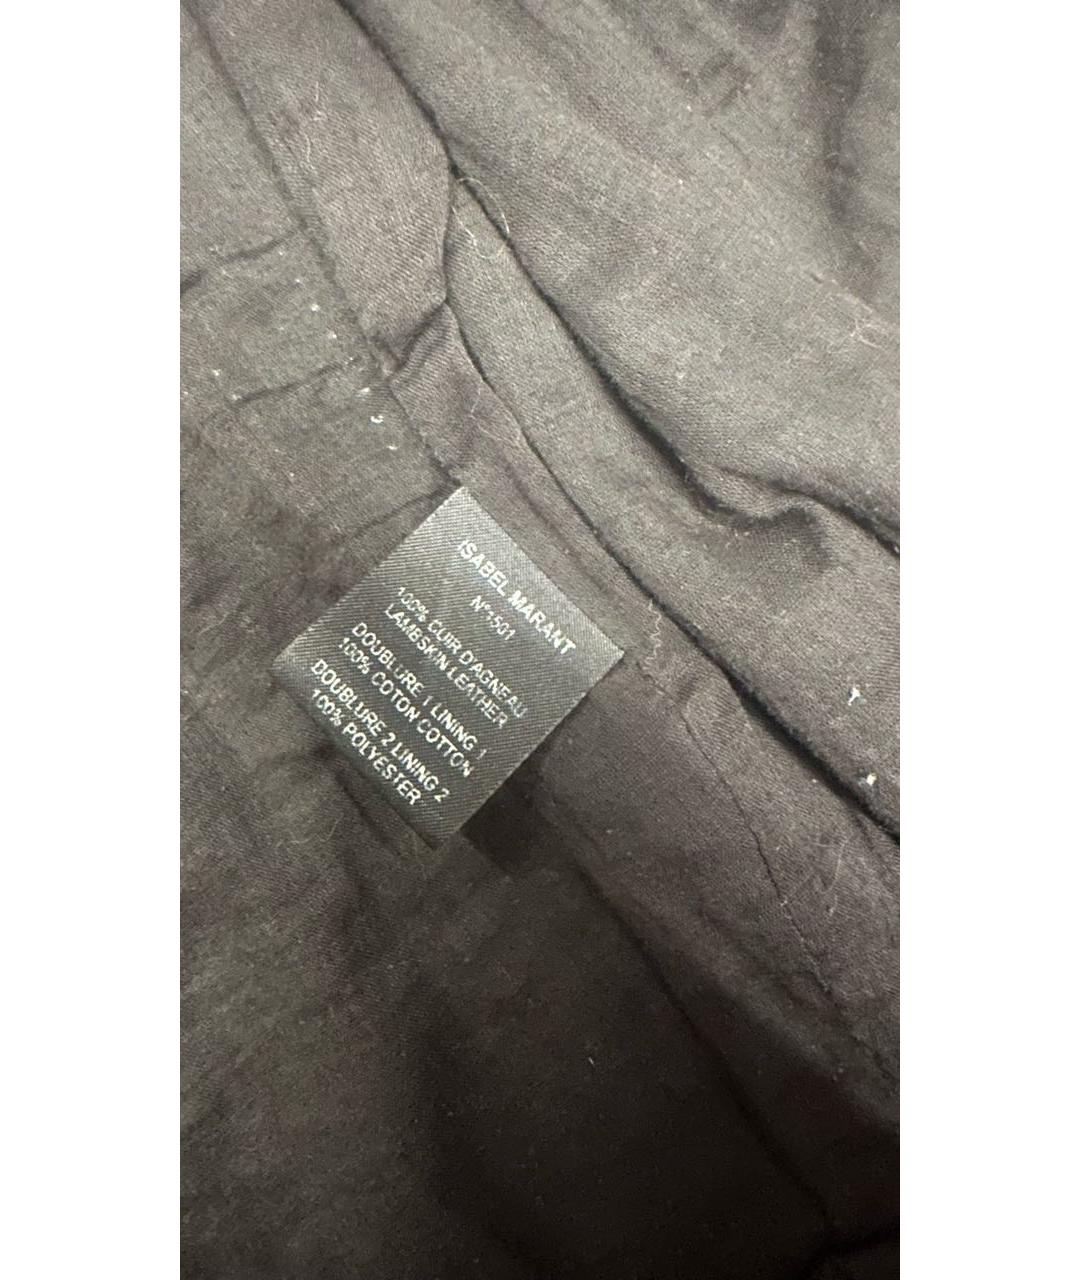 ISABEL MARANT
N°1501
100% CUIR D'AGNEAU
LAMBSKIN LEATHER
DOUBLURE 1 LINING 1
100% COTON COTTON
DOUBLURE 2 LINING 2
100% POLYESTER